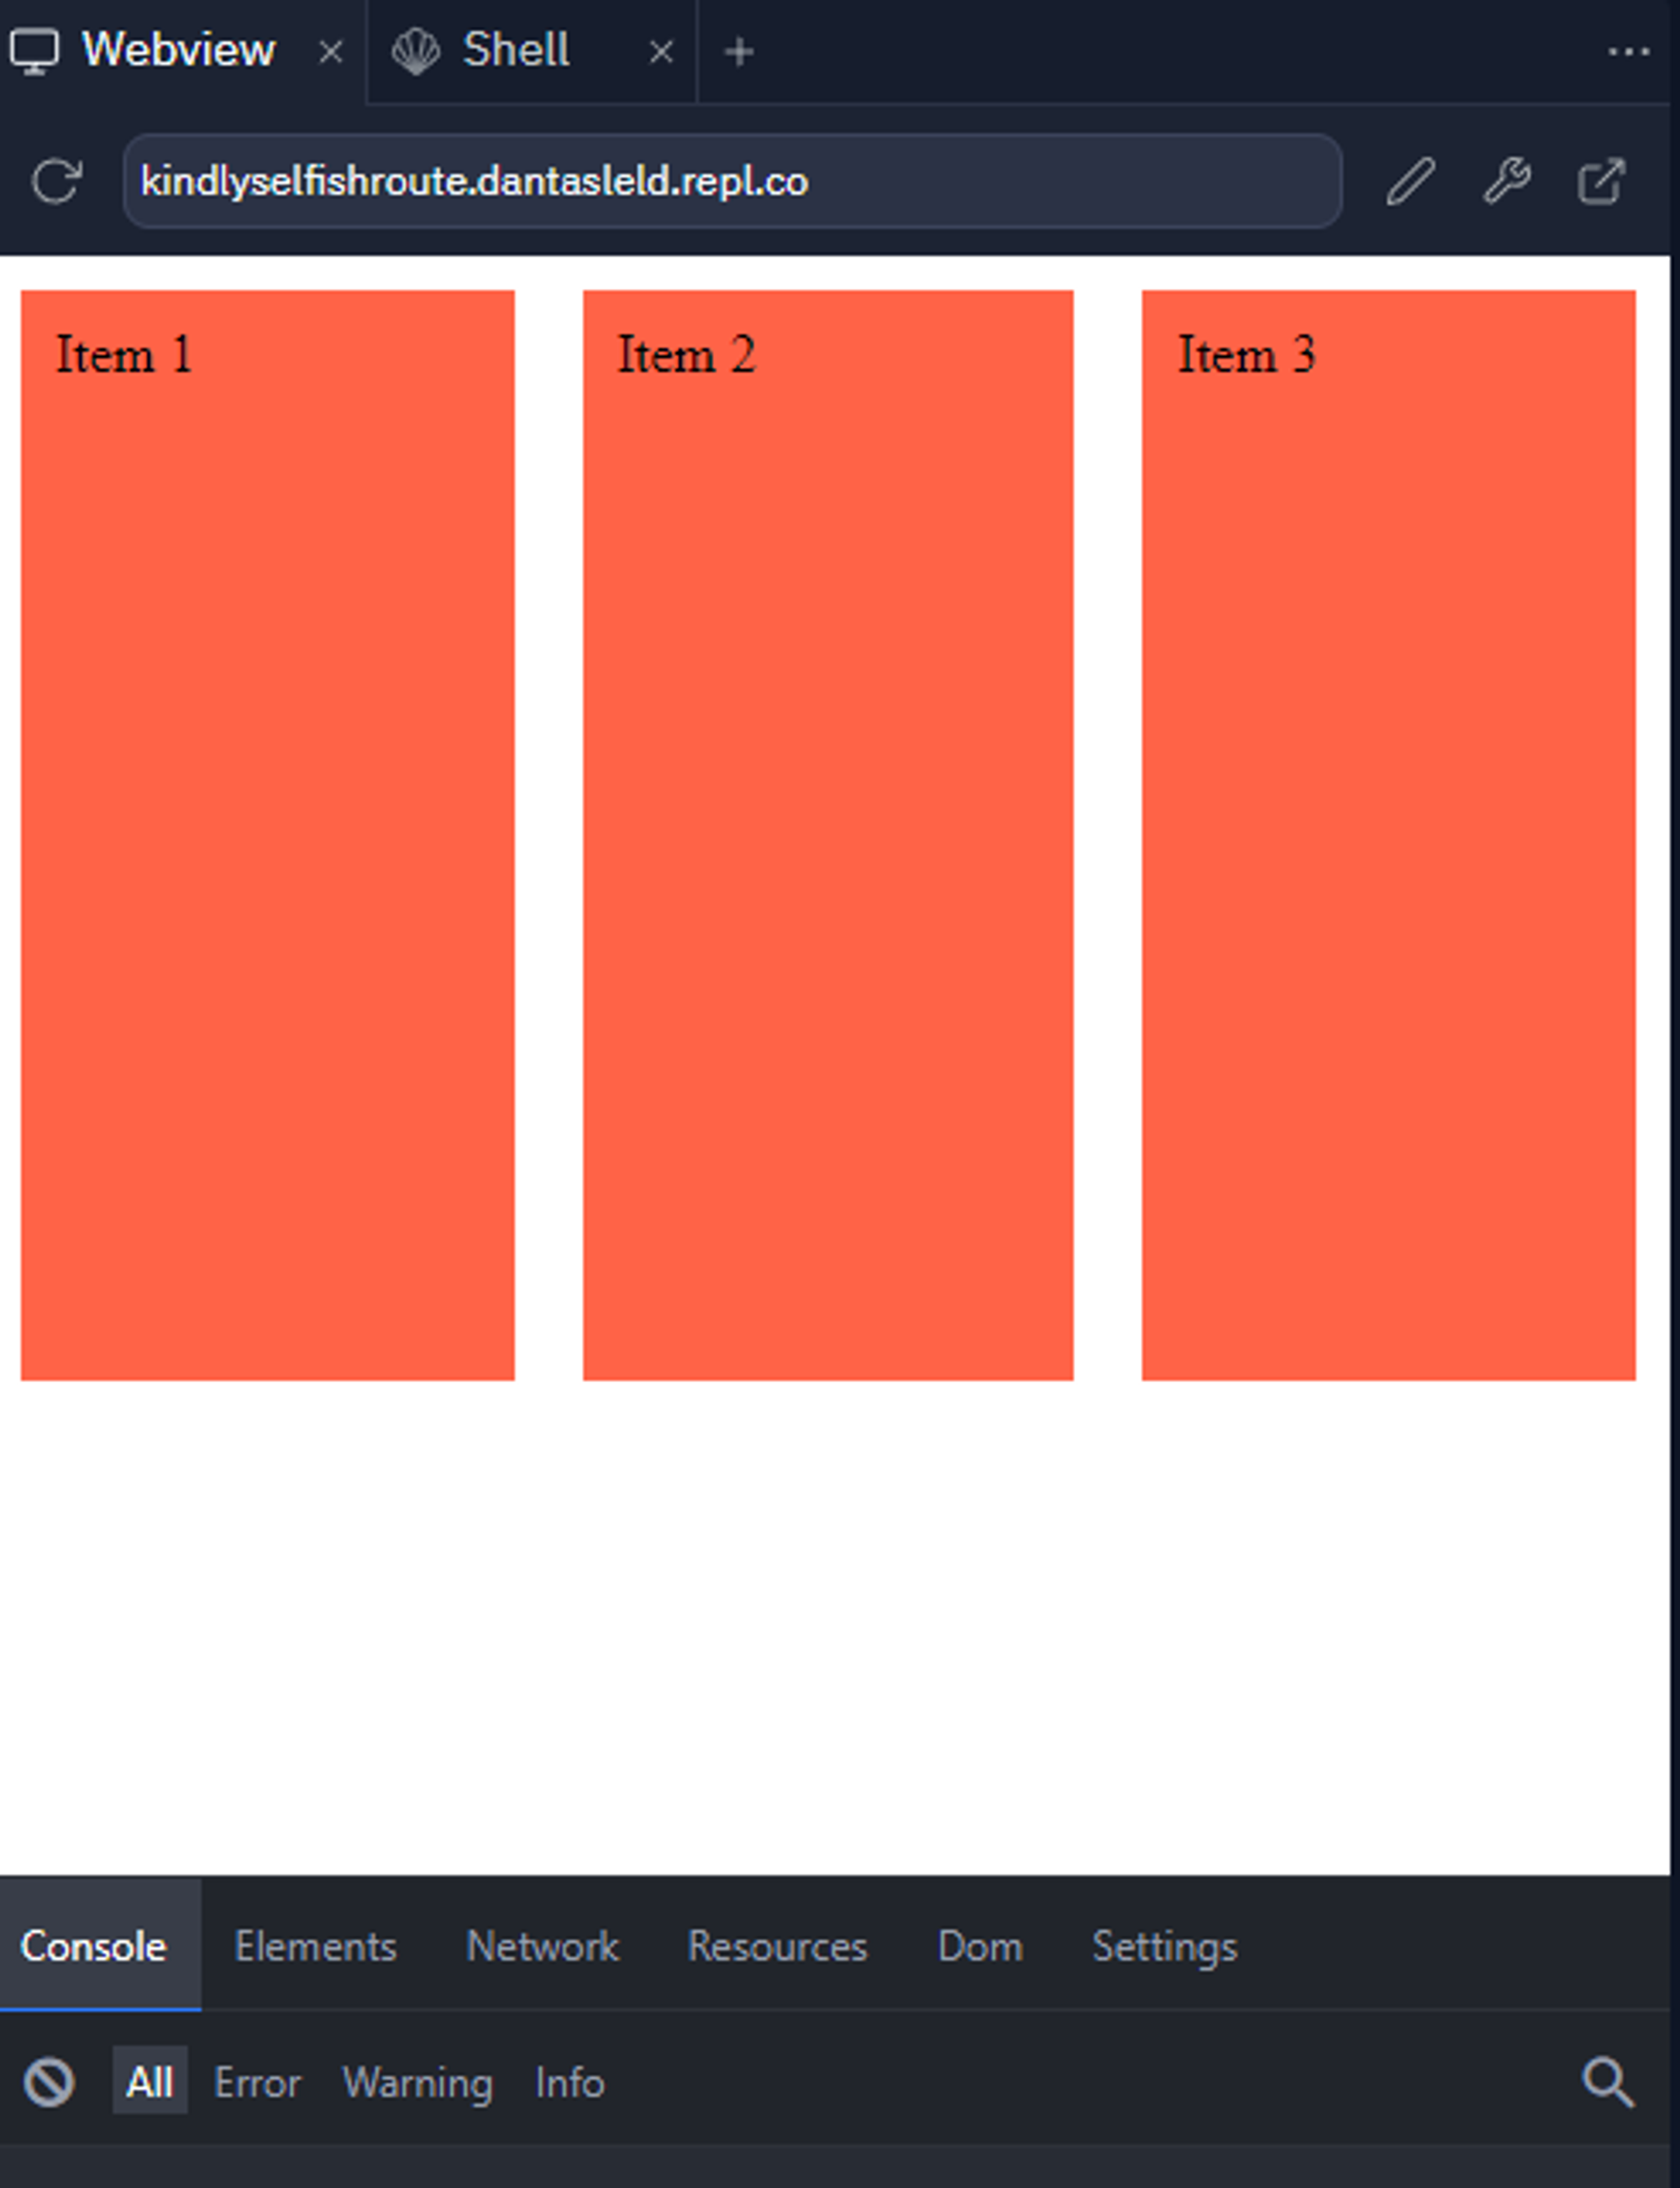 Webview Shell
kindlyselfishroute.dantasleld.repl.co
Item 1 Item 2 Item 3
Console Elements Network Resources Dom Settings
All Error Warning Info